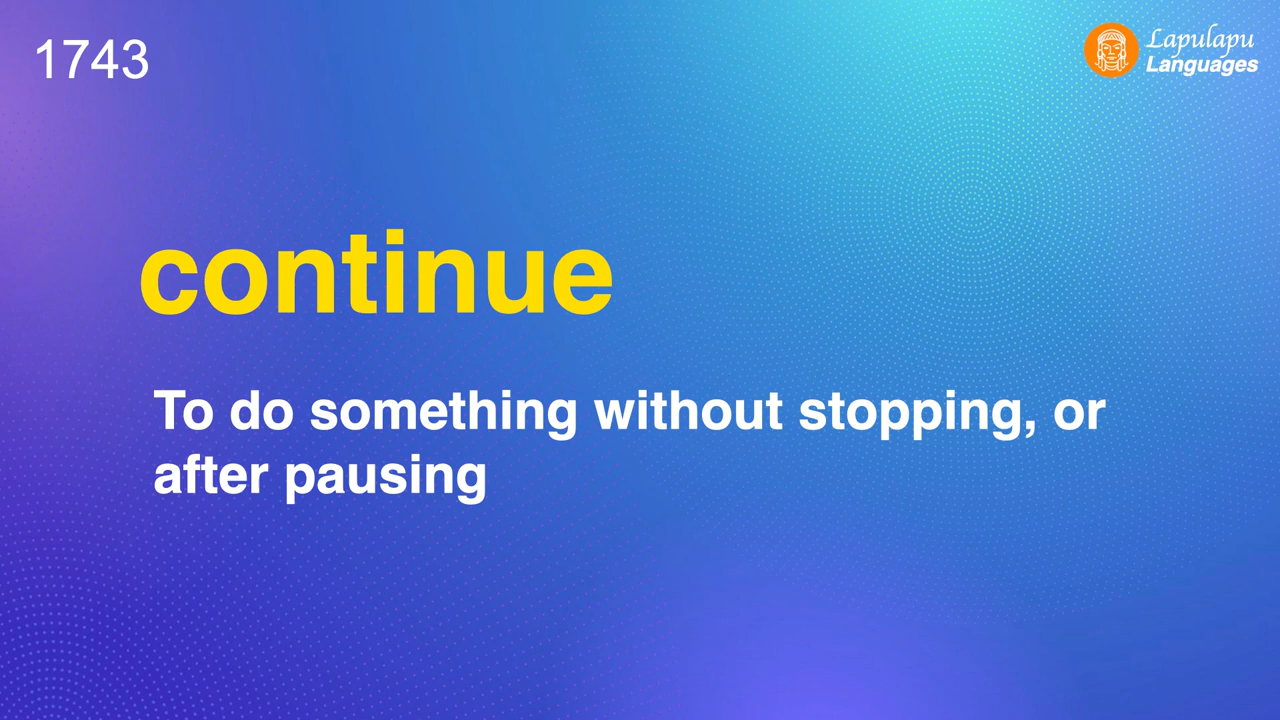 1743
Lapulapu
Languages
continue
To do something without stopping, or
after pausing